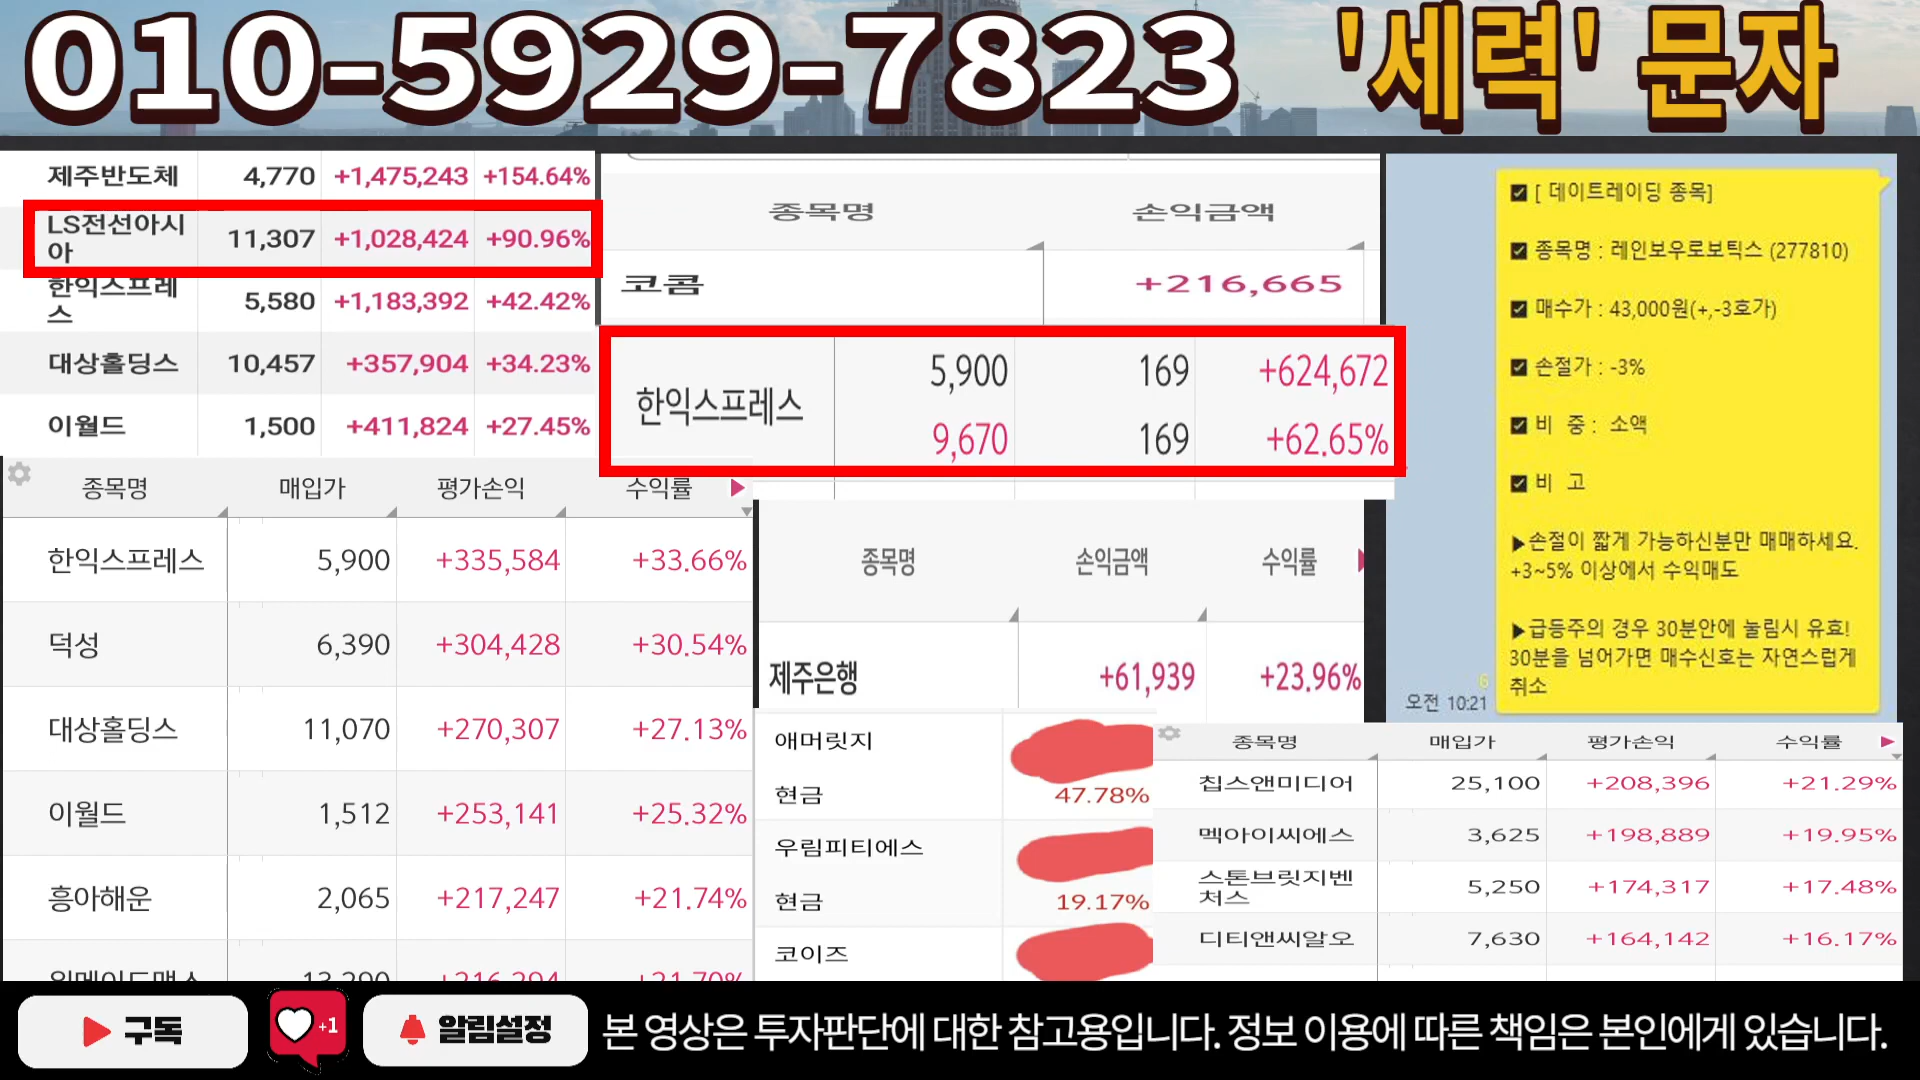 010-5929-7823 '세력' 문자
제주반도체 4,770 +1,475,243 +154.64%
LS전선아시아 11,307 +1,028,424 +90.96%
한익스프레스 5,580 +1,183,392 +42.42%
대상홀딩스 10,457 +357,904 +34.23%
이월드 1,500 +411,824 +27.45%
종목명 손익금액
코콤 +216,665
한익스프레스 5,900 169 +624,672
9,670 169 +62.65%
[ 데이트레이딩 종목]
종목명 : 레인보우로보틱스 (277810)
매수가 : 43,000원(+,-3호가)
손절가 : -3%
비 중 : 소액
비 고
▶손절이 짧게 가능하신분만 매매하세요.
+3~5% 이상에서 수익매도
▶급등주의 경우 30분안에 눌림시 유효!
30분을 넘어가면 매수신호는 자연스럽게
취소
6
오전 10:21
종목명 매입가 평가손익 수익률
한익스프레스 5,900 +335,584 +33.66%
덕성 6,390 +304,428 +30.54%
대상홀딩스 11,070 +270,307 +27.13%
이월드 1,512 +253,141 +25.32%
흥아해운 2,065 +217,247 +21.74%
종목명 손익금액 수익률
제주은행 +61,939 +23.96%
애머릿지
현금 47.78%
우림피티에스
현금 19.17%
코이즈
종목명 매입가 평가손익 수익률
칩스앤미디어 25,100 +208,396 +21.29%
멕아이씨에스 3,625 +198,889 +19.95%
스톤브릿지벤처스 5,250 +174,317 +17.48%
디티앤씨알오 7,630 +164,142 +16.17%
구독 +1 알림설정 본 영상은 투자판단에 대한 참고용입니다. 정보 이용에 따른 책임은 본인에게 있습니다.